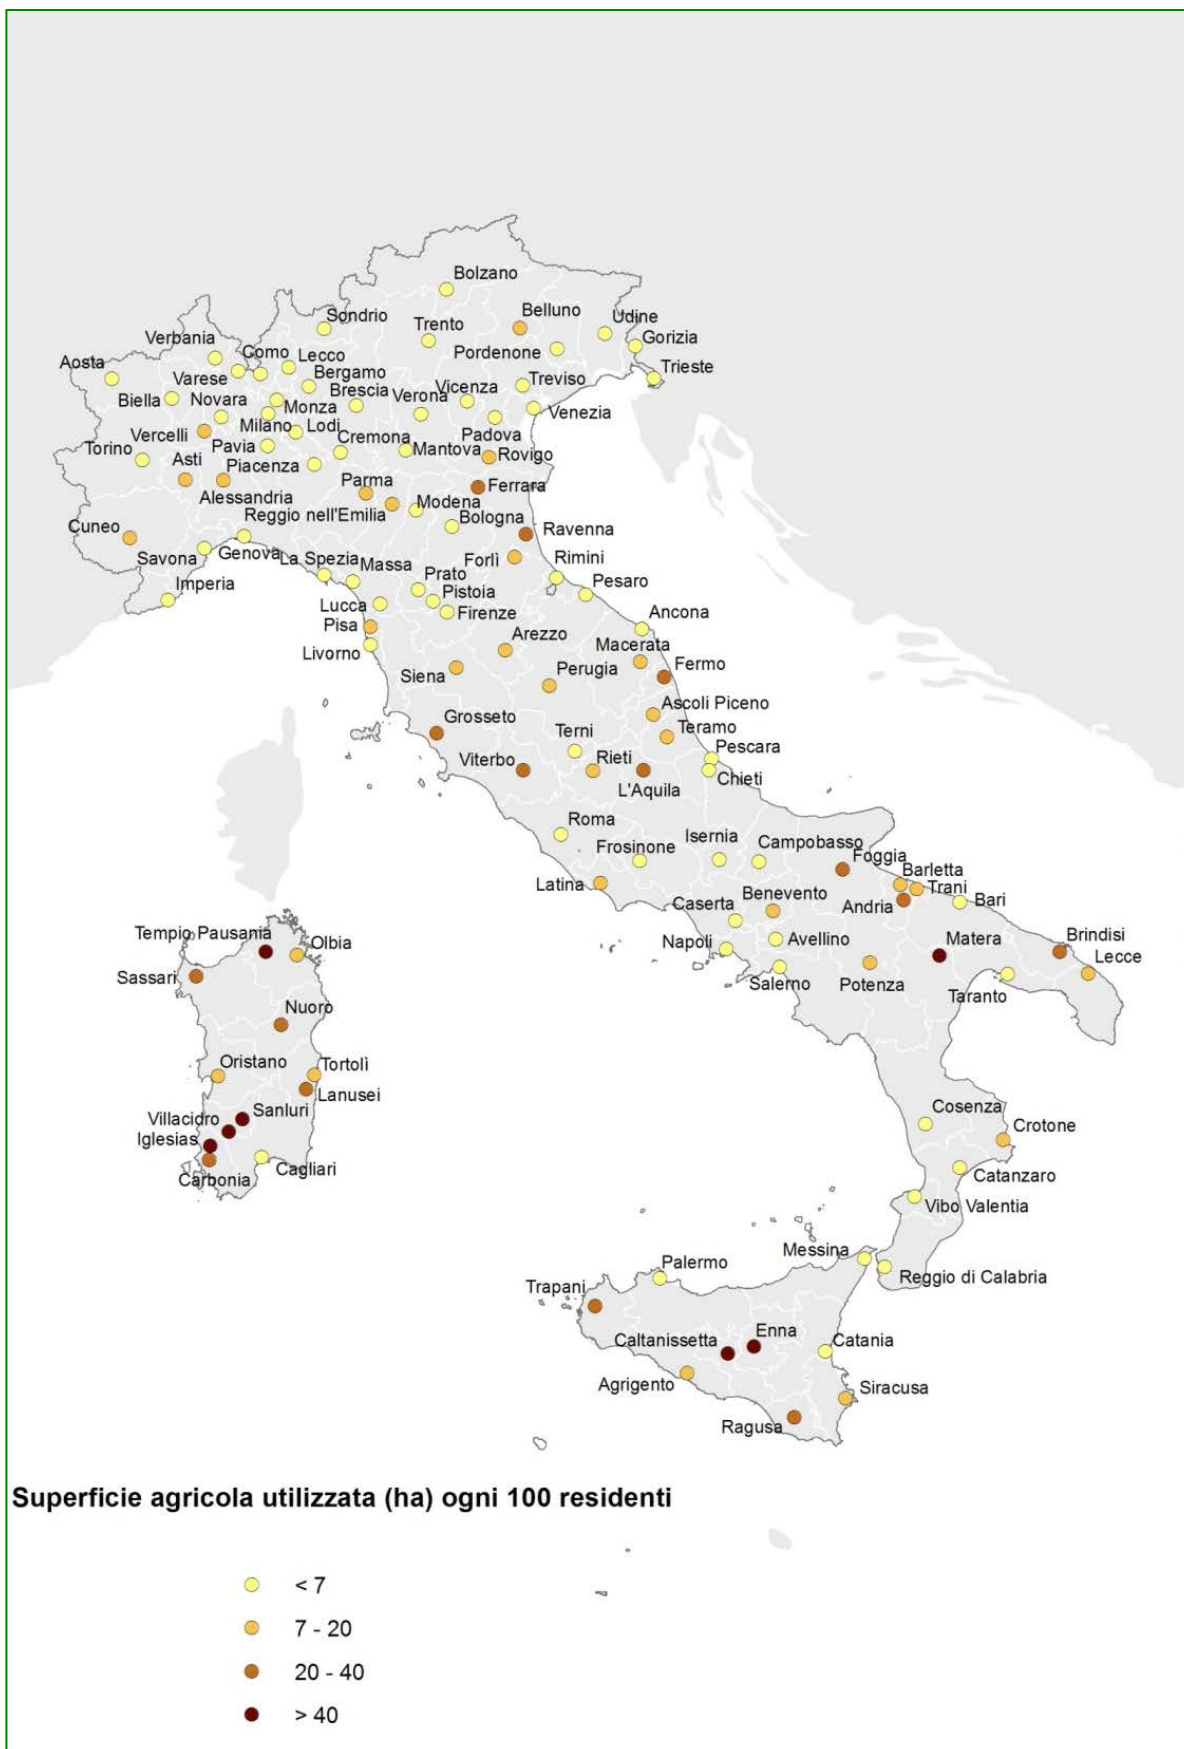 Bolzano
Sondrio
Trento
Belluno
Udine
Verbania
Como
Lecco
Pordenone
Gorizia
Aosta
Varese
Bergamo
Treviso
Trieste
Biella
Novara
Brescia
Verona
Vicenza
Monza
Venezia
Vercelli
Milano
Lodi
Padova
Torino
Pavia
Cremona
Mantova
Rovigo
Asti
Piacenza
Parma
Ferrara
Alessandria
Modena
Reggio nell'Emilia
Bologna
Cuneo
Ravenna
Savona
Genova
La Spezia
Massa
Forlì
Rimini
Imperia
Prato
Pesaro
Pistoia
Lucca
Firenze
Ancona
Pisa
Arezzo
Macerata
Livorno
Siena
Perugia
Fermo
Ascoli Piceno
Grosseto
Terni
Teramo
Viterbo
Rieti
Pescara
L'Aquila
Chieti
Roma
Isernia
Campobasso
Frosinone
Foggia
Barletta
Latina
Benevento
Trani
Caserta
Andria
Bari
Tempio Pausania
Olbia
Napoli
Avellino
Matera
Brindisi
Sassari
Salerno
Potenza
Lecce
Taranto
Nuoro
Oristano
Tortolì
Lanusei
Villacidro
Sanluri
Iglesias
Cosenza
Crotone
Carbonia
Cagliari
Catanzaro
Vibo Valentia
Messina
Palermo
Reggio di Calabria
Trapani
Caltanissetta
Enna
Catania
Agrigento
Siracusa
Ragusa
Superficie agricola utilizzata (ha) ogni 100 residenti
< 7
7 - 20
20 - 40
> 40